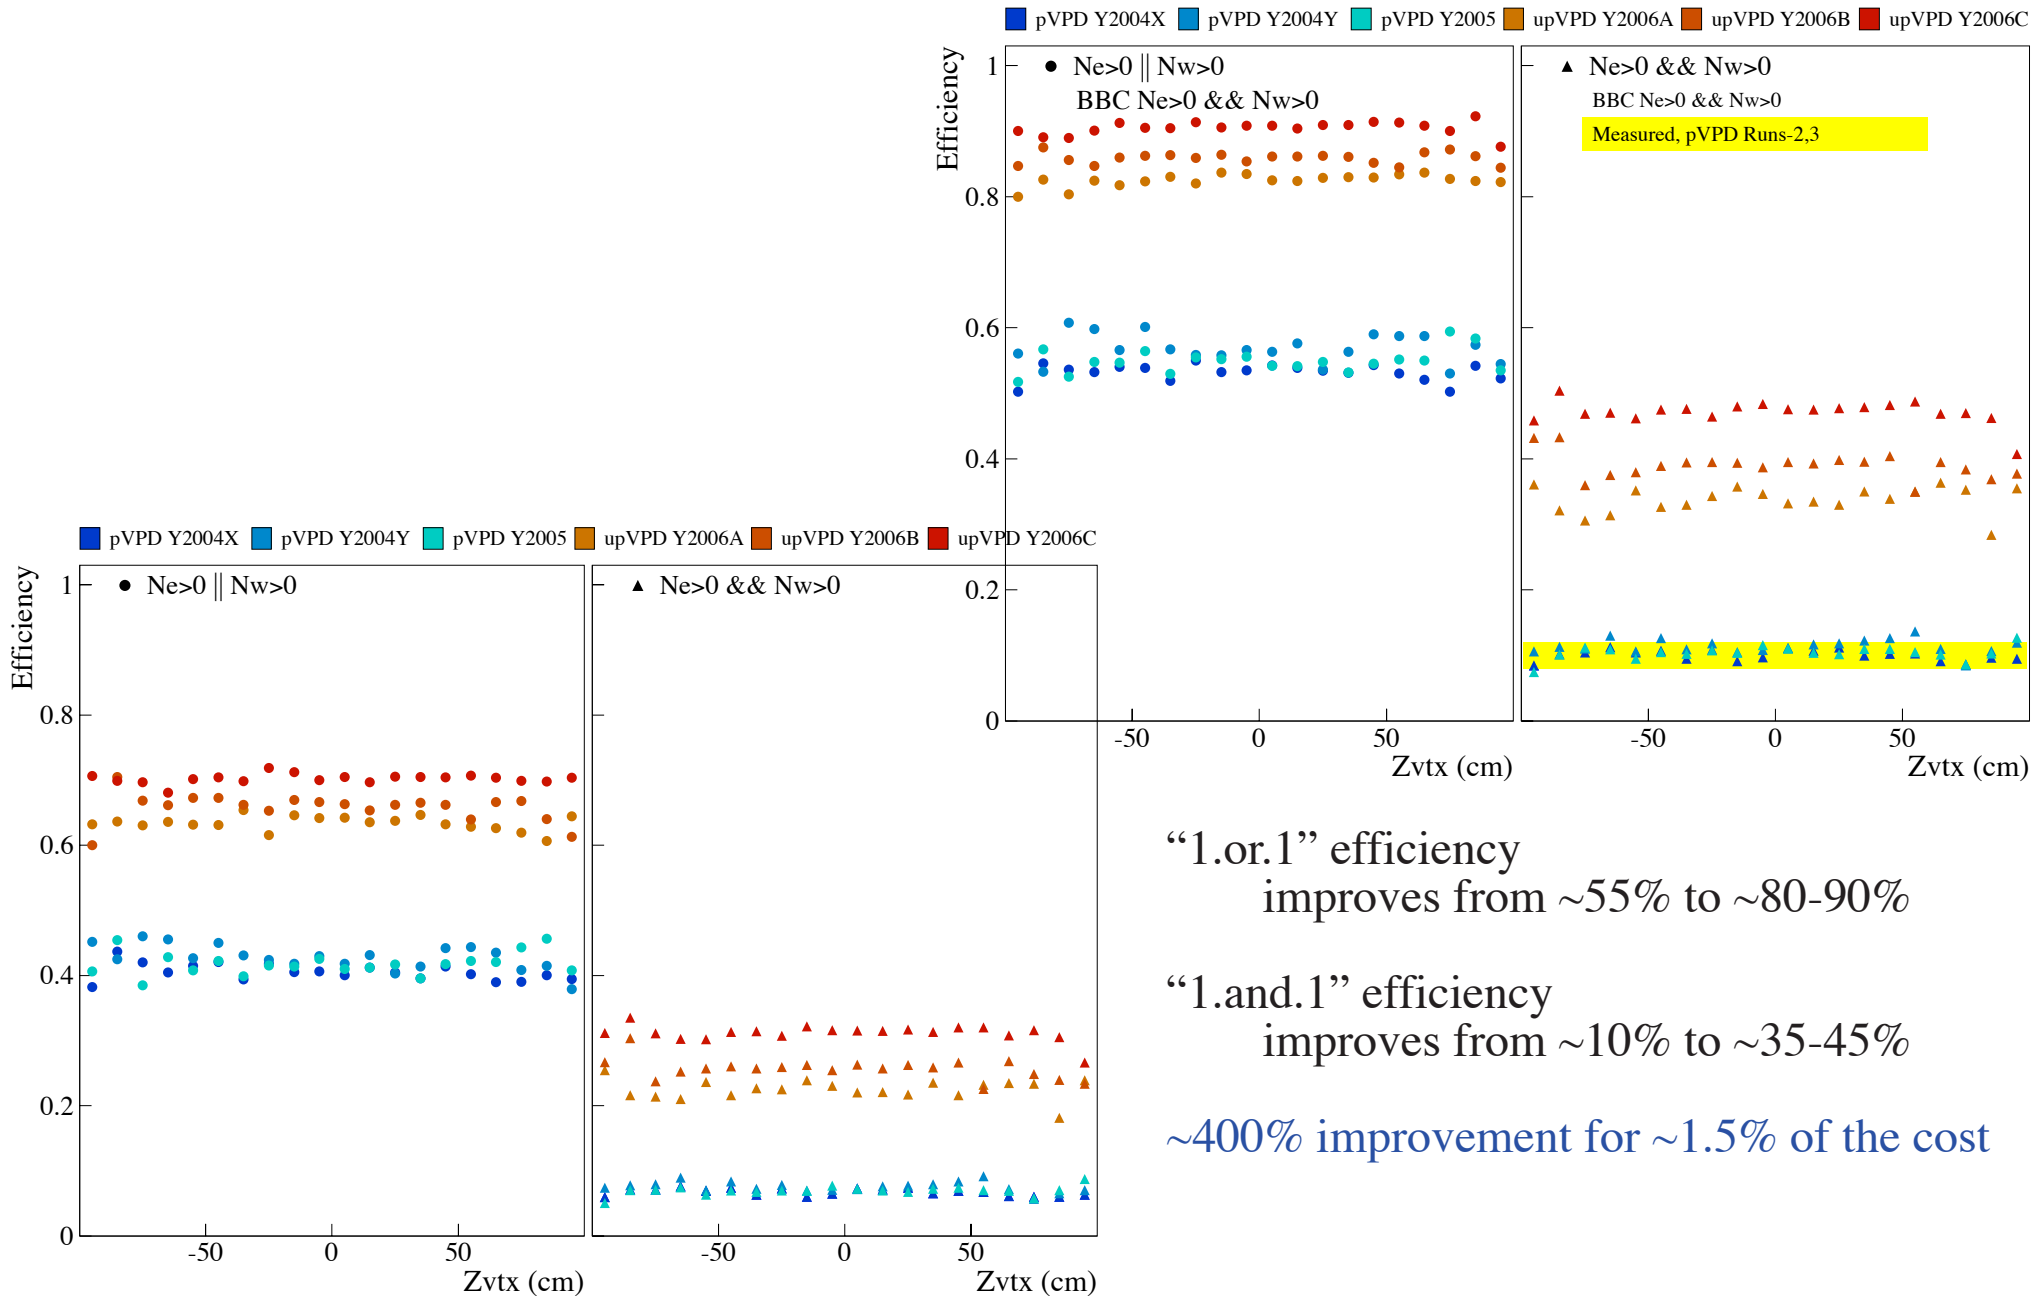 pVPD Y2004X pVPD Y2004Y pVPD Y2005 upVPD Y2006A upVPD Y2006B upVPD Y2006C
Efficiency
1
0.8
0.6
0.4
0.2
0
Ne>0 || Nw>0
BBC Ne>0 && Nw>0
-50 0 50
Zvtx (cm)
Ne>0 && Nw>0
BBC Ne>0 && Nw>0
Measured, pVPD Runs-2,3
-50 0 50
Zvtx (cm)
pVPD Y2004X pVPD Y2004Y pVPD Y2005 upVPD Y2006A upVPD Y2006B upVPD Y2006C
Efficiency
1
0.8
0.6
0.4
0.2
0
Ne>0 || Nw>0
-50 0 50
Zvtx (cm)
Ne>0 && Nw>0
-50 0 50
Zvtx (cm)
“1.or.1” efficiency
improves from ~55% to ~80-90%
“1.and.1” efficiency
improves from ~10% to ~35-45%
~400% improvement for ~1.5% of the cost